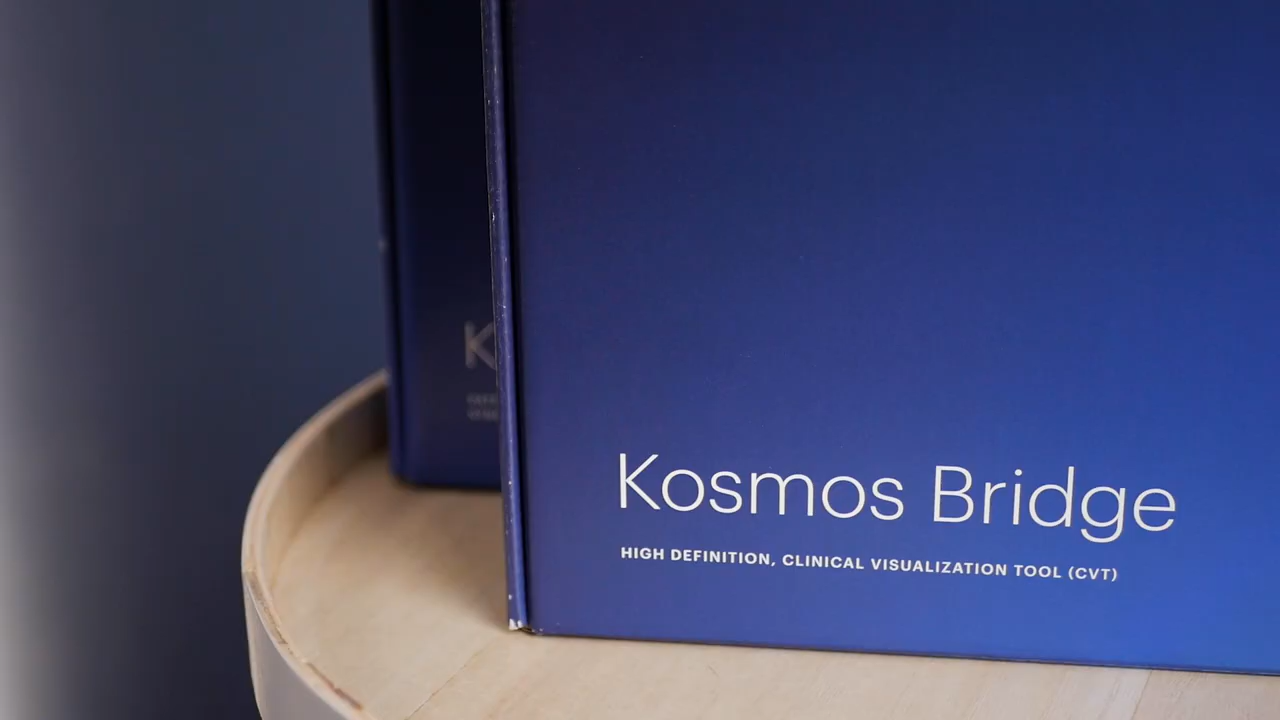 K
Kosmos Bridge
HIGH DEFINITION, CLINICAL VISUALIZATION TOOL (CVT)